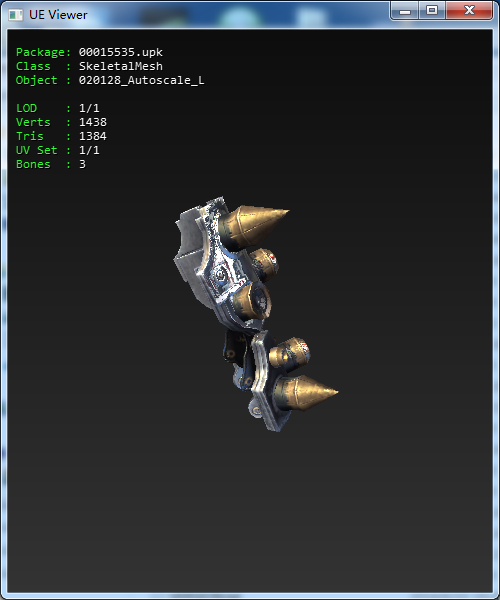 UE Viewer
Package: 00015535.upk
Class  : SkeletalMesh
Object : 020128_Autoscale_L
LOD    : 1/1
Verts  : 1438
Tris   : 1384
UV Set : 1/1
Bones  : 3